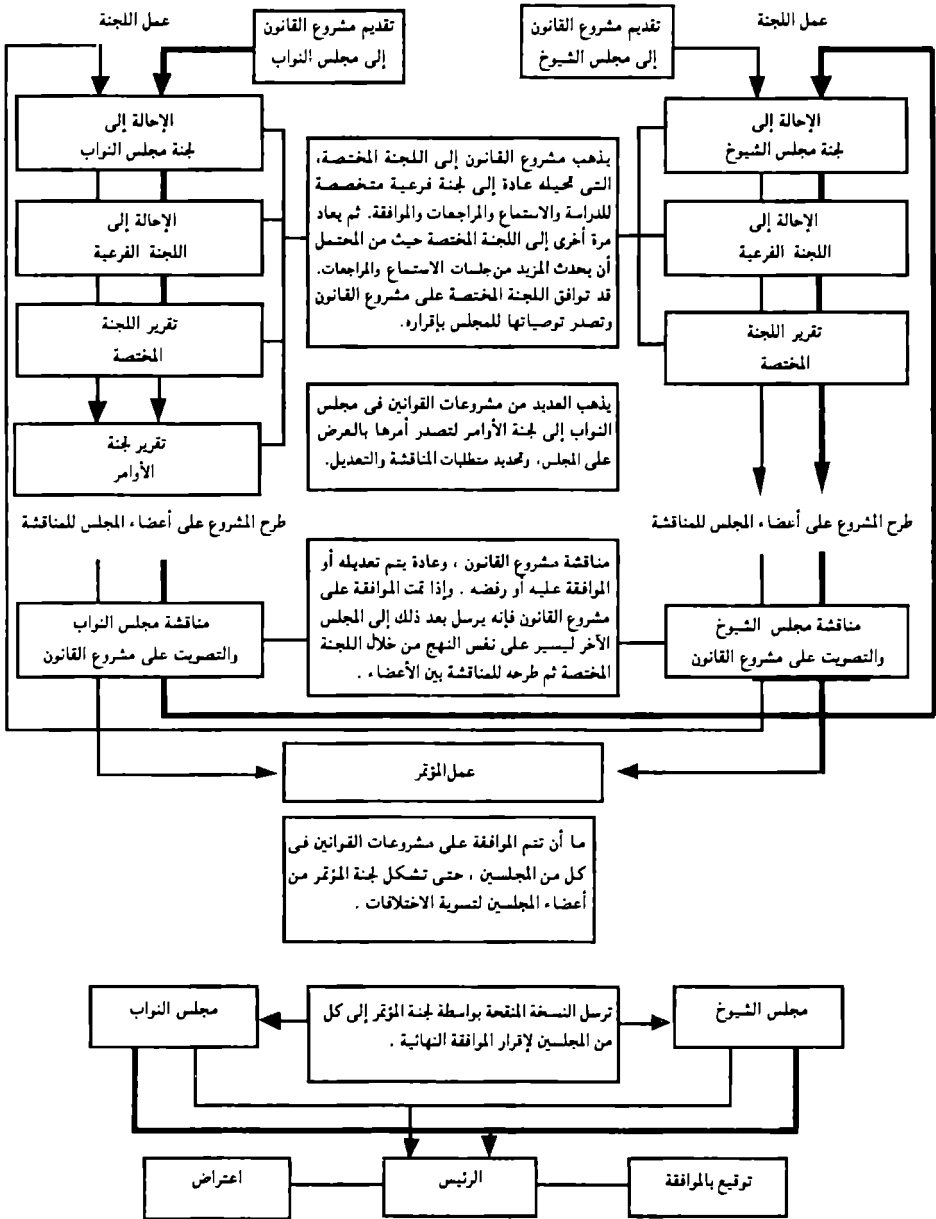 عمل اللجنة
تقديم مشروع القانون
إلى مجلس الشيوخ
تقديم مشروع القانون
إلى مجلس النواب
عمل اللجنة
الإحالة إلى
لجنة مجلس الشيوخ
الإحالة إلى
اللجنة الفرعية
تقرير اللجنة
المختصة
يذهب مشروع القانون إلى اللجنة المختصة،
التى تحيله عادة إلى لجنة فرعية متخصصة
للدراسة والاستماع والمراجعات والموافقة. ثم يعاد
مرة أخرى إلى اللجنة المختصة حيث من المحتمل
أن يحدث المزيد من جلسات الاستماع والمراجعات.
قد توافق اللجنة المختصة على مشروع القانون
وتصدر توصياتها للمجلس بإقراره.
الإحالة إلى
لجنة مجلس النواب
الإحالة إلى
اللجنة الفرعية
تقرير اللجنة
المختصة
تقرير لجنة
الأوامر
يذهب العديد من مشروعات القوانين فى مجلس
النواب إلى لجنة الأوامر لتصدر أمرها بالعرض
على المجلس، وتحديد متطلبات المناقشة والتعديل.
طرح المشروع على أعضاء المجلس للمناقشة
طرح المشروع على أعضاء المجلس للمناقشة
مناقشة مجلس الشيوخ
والتصويت على مشروع القانون
مناقشة مشروع القانون ، وعادة يتم تعديله أو
الموافقة عليه أو رفضه . وإذا تمت الموافقة على
مشروع القانون فإنه يرسل بعد ذلك إلى المجلس
الآخر ليسير على نفس النهج من خلال اللجنة
المختصة ثم طرحه للمناقشة بين الأعضاء .
مناقشة مجلس النواب
والتصويت على مشروع القانون
عمل المؤتمر
ما أن تتم الموافقة على مشروعات القوانين فى
كل من المجلسين ، حتى تشكل لجنة المؤتمر من
أعضاء المجلسين لتسوية الاختلافات .
مجلس الشيوخ
ترسل النسخة المنقحة بواسطة لجنة المؤتمر إلى كل
من المجلسين لإقرار الموافقة النهائية .
مجلس النواب
توقيع بالموافقة
الرئيس
اعتراض